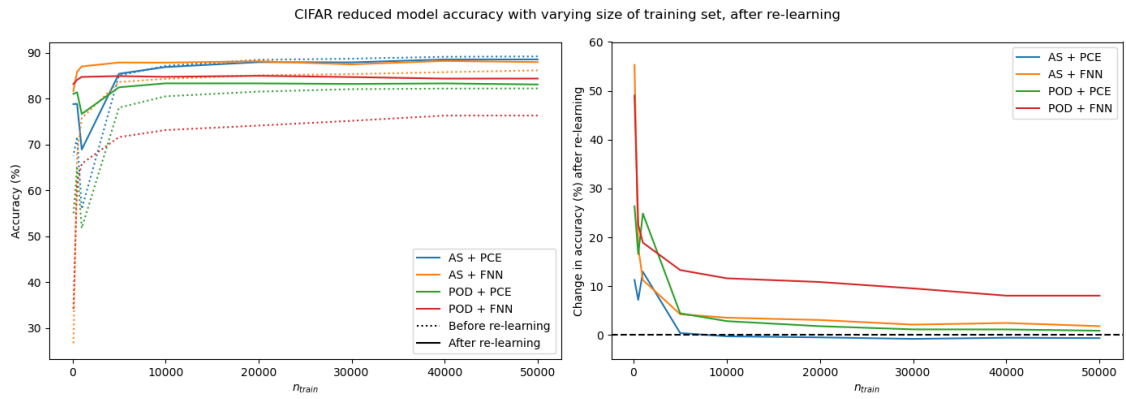 CIFAR reduced model accuracy with varying size of training set, after re-learning
Accuracy (%)
90
80
70
60
50
40
30
0
10000
20000
30000
40000
50000
n_train
AS + PCE
AS + FNN
POD + PCE
POD + FNN
Before re-learning
After re-learning
Change in accuracy (%) after re-learning
60
50
40
30
20
10
0
0
10000
20000
30000
40000
50000
n_train
AS + PCE
AS + FNN
POD + PCE
POD + FNN